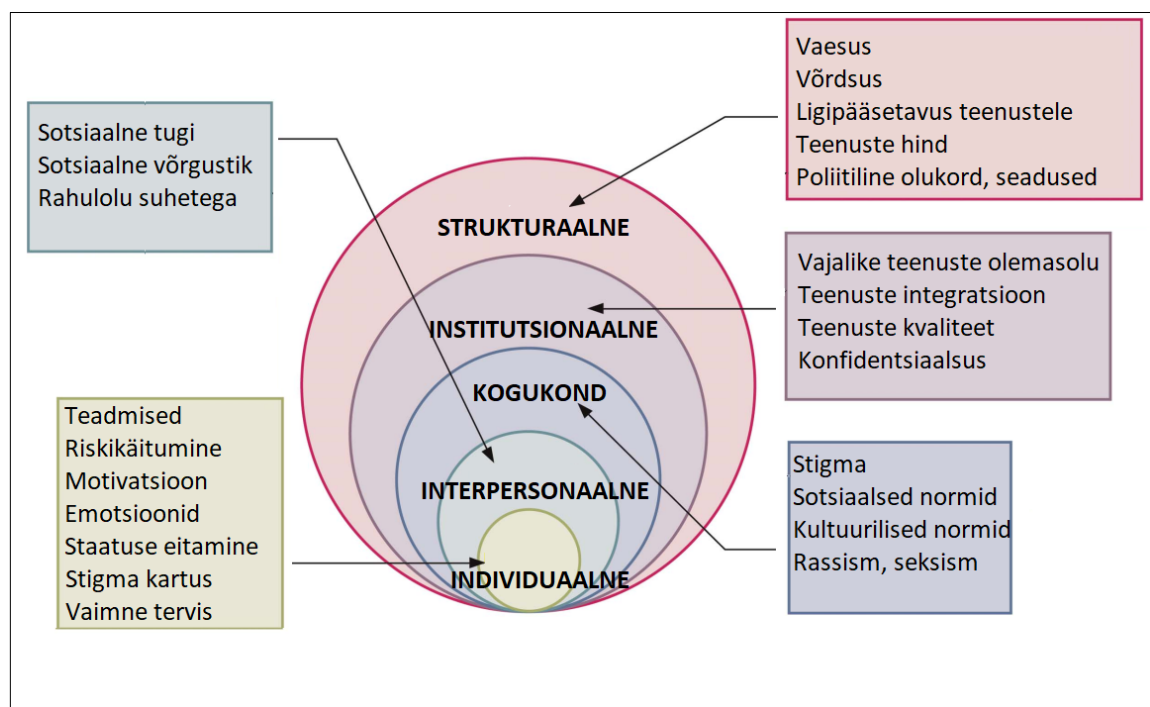 Sotsiaalne tugi
Sotsiaalne võrgustik
Rahulolu suhetega
Vaesus
Võrdsus
Ligipääsetavus teenustele
Teenuste hind
Poliitiline olukord, seadused
STRUKTURAALNE
INSTITUTSIONAALNE
KOGUKOND
INTERPERSONAALNE
INDIVIDUAALNE
Vajalike teenuste olemasolu
Teenuste integratsioon
Teenuste kvaliteet
Konfidentsiaalsus
Teadmised
Riskikäitumine
Motivatsioon
Emotsioonid
Staatuse eitamine
Stigma kartus
Vaimne tervis
Stigma
Sotsiaalsed normid
Kultuurilised normid
Rassism, seksism